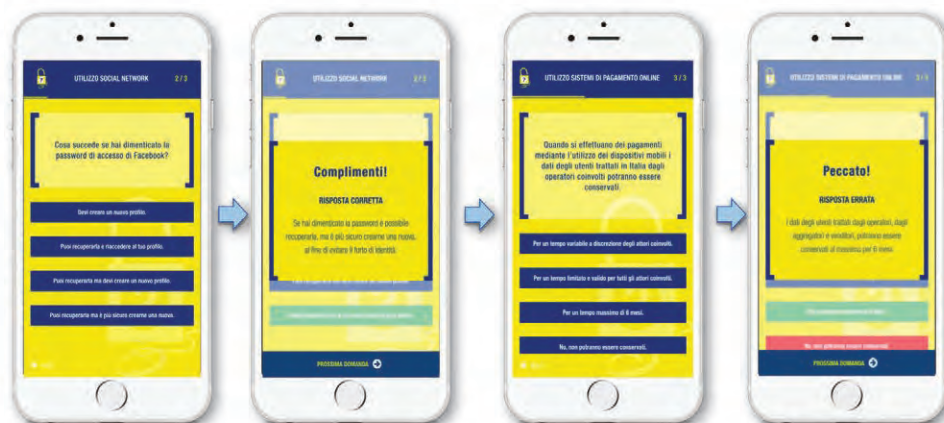 UTILIZZO SOCIAL NETWORK 2 / 3
Cosa succede se hai dimenticato la
password di accesso di Facebook?
Devi creare un nuovo profilo.
Puoi recuperarla e riaccedere al tuo profilo.
Puoi recuperarla ma devi creare un nuovo profilo.
Puoi recuperarla ma è più sicuro crearne una nuova.
UTILIZZO SOCIAL NETWORK 2 / 3
Complimenti!
RISPOSTA CORRETTA
Se hai dimenticato la password è possibile
recuperarla, ma è più sicuro crearne una nuova,
al fine di evitare il furto di identità.
PROSSIMA DOMANDA
UTILIZZO SISTEMI DI PAGAMENTO ONLINE 3 / 3
Quando si effettuano dei pagamenti
mediante l'utilizzo dei dispositivi mobili i
dati degli utenti trattati in Italia dagli
operatori coinvolti potranno essere
conservati.
Per un tempo variabile a discrezione degli attori coinvolti.
Per un tempo limitato e valido per tutti gli attori coinvolti.
Per un tempo massimo di 6 mesi.
No, non potranno essere conservati.
UTILIZZO SISTEMI DI PAGAMENTO ONLINE 3 / 3
Peccato!
RISPOSTA ERRATA
I dati degli utenti trattati dagli operatori, dagli
aggregatori e venditori, potranno essere
conservati al massimo per 6 mesi.
No, non potranno essere conservati.
PROSSIMA DOMANDA